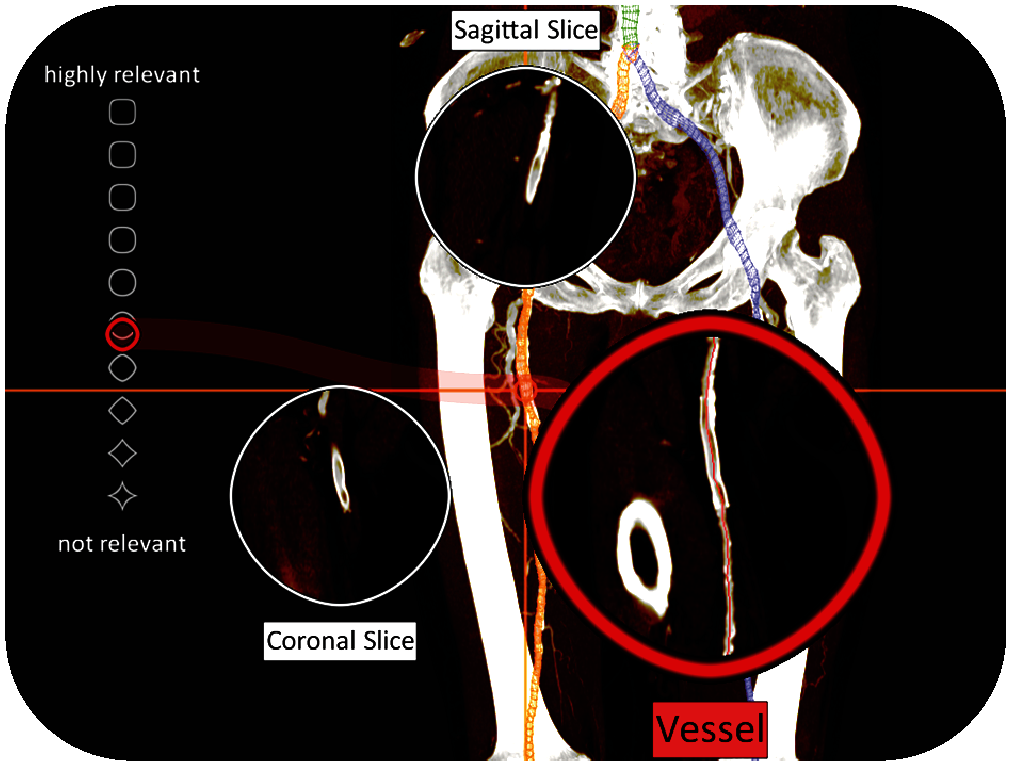 Sagittal Slice
highly relevant
not relevant
Coronal Slice
Vessel